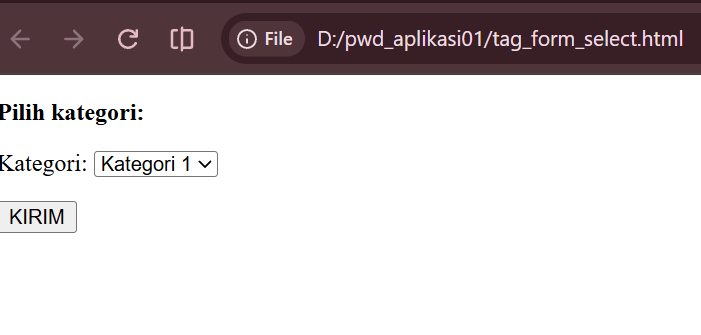 File D:/pwd_aplikasi01/tag_form_select.html
Pilih kategori:
Kategori: Kategori 1
KIRIM